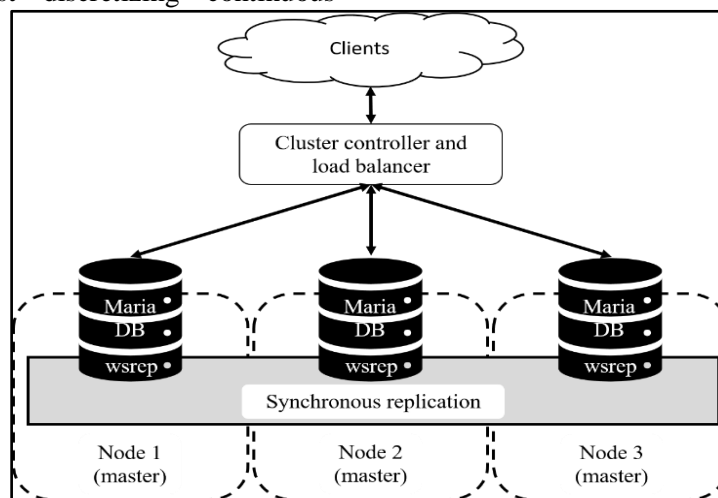 discretizing continuous
Clients
Cluster controller and
load balancer
Maria
DB
wsrep
Maria
DB
wsrep
Maria
DB
wsrep
Synchronous replication
Node 1
(master)
Node 2
(master)
Node 3
(master)